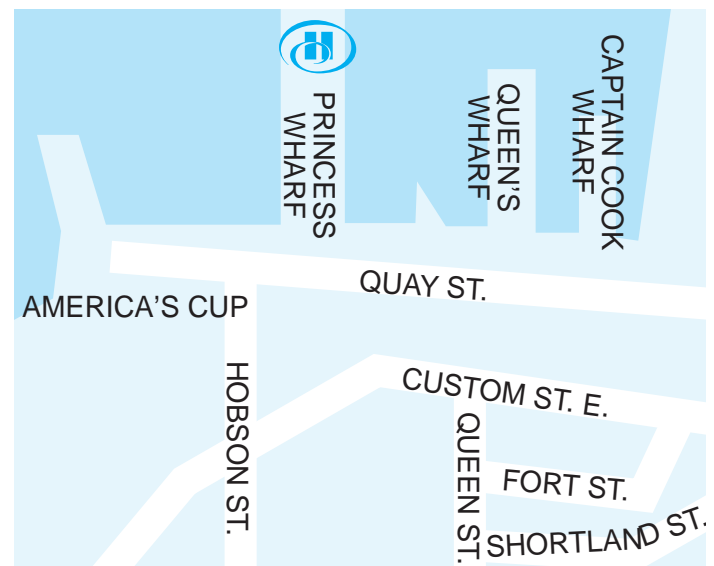 PRINCESS
WHARF
QUEEN'S
WHARF
CAPTAIN COOK
WHARF
QUAY ST.
AMERICA'S CUP
HOBSON ST.
CUSTOM ST. E.
QUEEN ST.
FORT ST.
SHORTLAND ST.